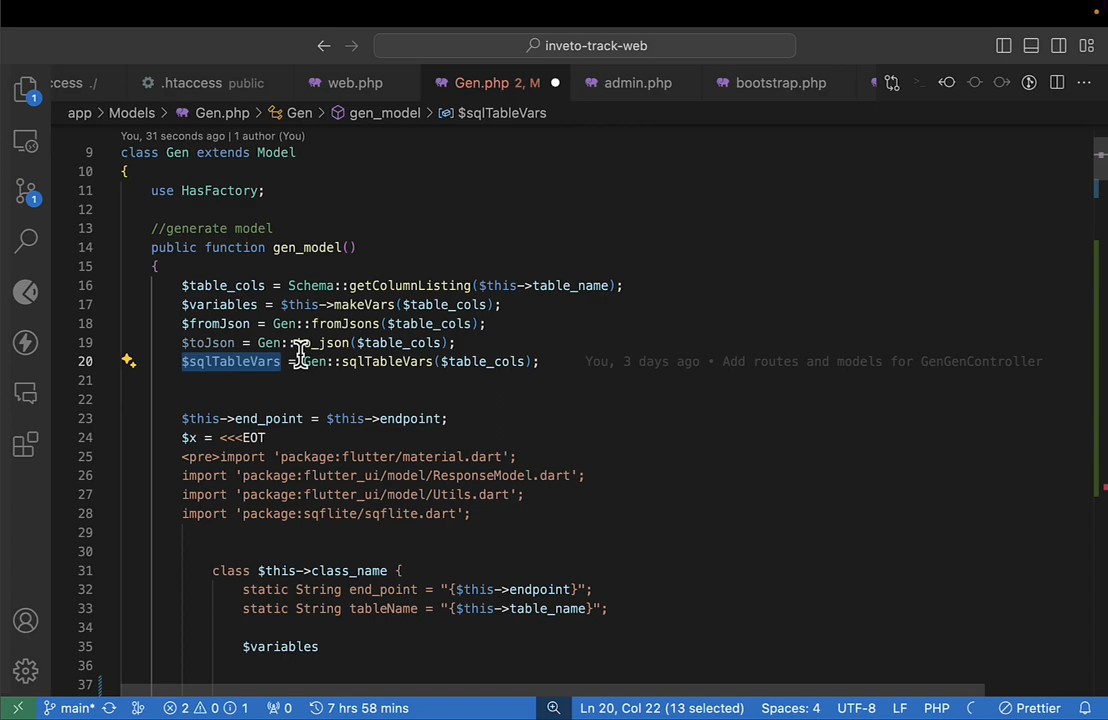 inveto-track-web
ccess ./
.htaccess public
web.php
Gen.php 2, M
admin.php
bootstrap.php
app > Models > Gen.php > Gen > gen_model > $sqlTableVars
You, 31 seconds ago | 1 author (You)
9 class Gen extends Model
10 {
11 use HasFactory;
12
13 //generate model
14 public function gen_model()
15 {
16 $table_cols = Schema::getColumnListing($this->table_name);
17 $variables = $this->makeVars($table_cols);
18 $fromJson = Gen::fromJsons($table_cols);
19 $toJson = Gen::to_json($table_cols);
20 $sqlTableVars = Gen::sqlTableVars($table_cols); You, 3 days ago • Add routes and models for GenGenController
21
22
23 $this->end_point = $this->endpoint;
24 $x = <<<EOT
25 <pre>import 'package:flutter/material.dart';
26 import 'package:flutter_ui/model/ResponseModel.dart';
27 import 'package:flutter_ui/model/Utils.dart';
28 import 'package:sqflite/sqflite.dart';
29
30
31 class $this->class_name {
32 static String end_point = "{$this->endpoint}";
33 static String tableName = "{$this->table_name}";
34
35 $variables
36
37
1
1
main* 2 0 1 0 7 hrs 58 mins Ln 20, Col 22 (13 selected) Spaces: 4 UTF-8 LF PHP Prettier